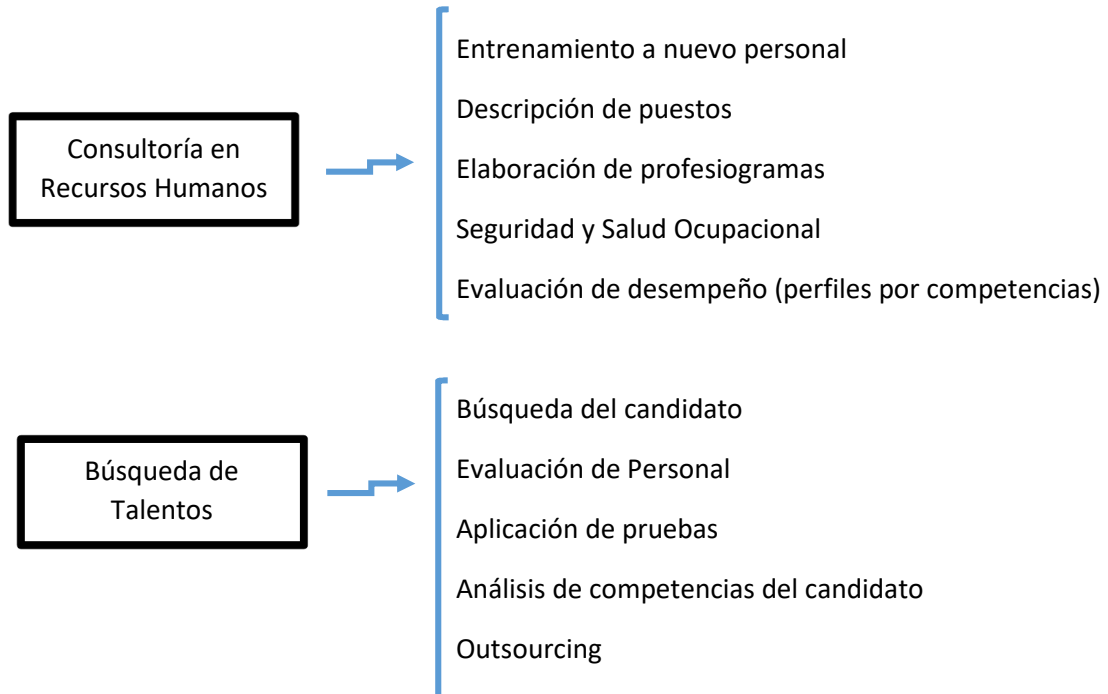 Consultoría en
Recursos Humanos
Entrenamiento a nuevo personal
Descripción de puestos
Elaboración de profesiogramas
Seguridad y Salud Ocupacional
Evaluación de desempeño (perfiles por competencias)
Búsqueda de
Talentos
Búsqueda del candidato
Evaluación de Personal
Aplicación de pruebas
Análisis de competencias del candidato
Outsourcing